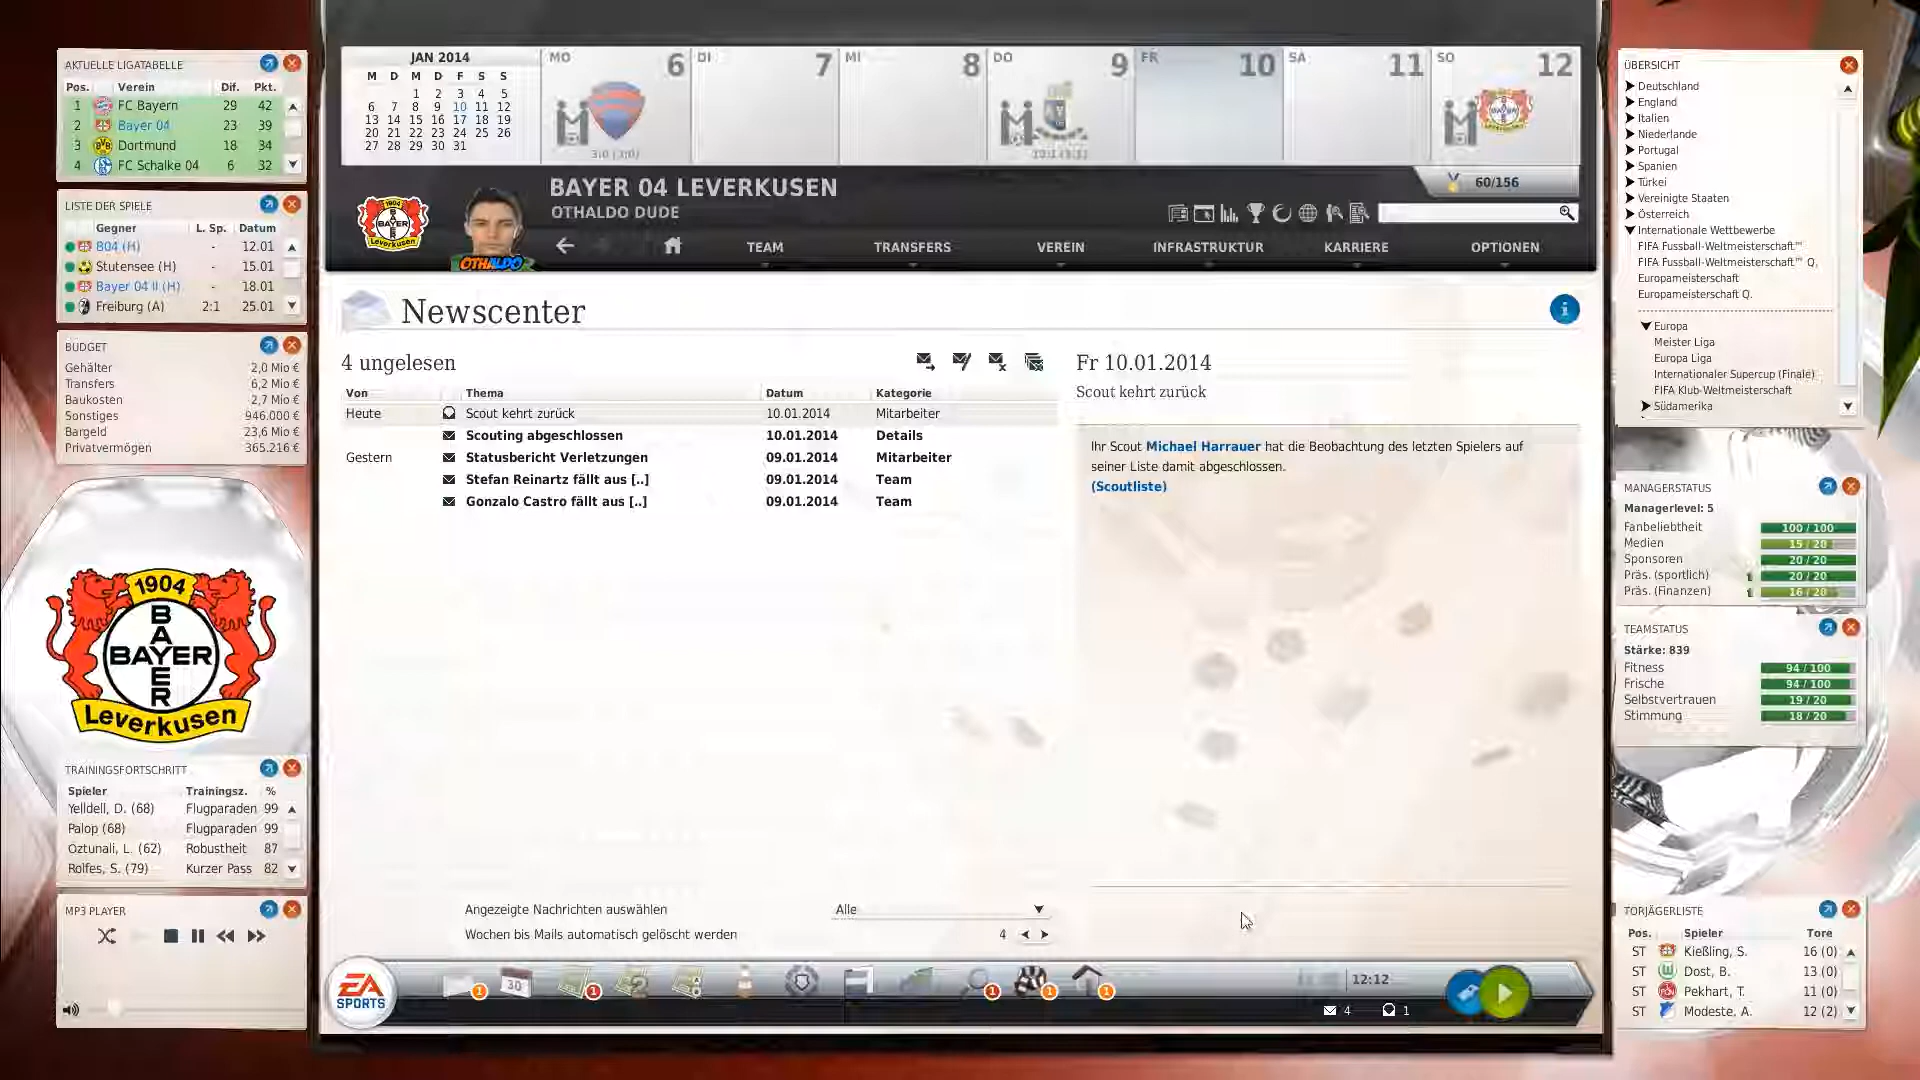 AKTUELLE LIGATABELLE
Pos. Verein Dif. Pkt.
1 FC Bayern 29 42
2 Bayer 04 23 39
3 Dortmund 18 34
4 FC Schalke 04 6 32
LISTE DER SPIELE
Gegner L. Sp. Datum
B04 (H) - 12.01
Stutensee (H) - 15.01
Bayer 04 II (H) - 18.01
Freiburg (A) 2:1 25.01
BUDGET
Gehälter 2,0 Mio €
Transfers 6,2 Mio €
Baukosten 2,7 Mio €
Sonstiges 946.000 €
Bargeld 23,6 Mio €
Privatvermögen 365.216 €
1904
BAYER
BAYER
Leverkusen
TRAININGSFORTSCHRITT
Spieler Trainingsz. %
Yelldell, D. (68) Flugparaden 99
Palop (68) Flugparaden 99
Öztunali, L. (62) Robustheit 87
Rolfes, S. (79) Kurzer Pass 82
MP3 PLAYER
JAN 2014
M D M D F S S
1 2 3 4 5
6 7 8 9 10 11 12
13 14 15 16 17 18 19
20 21 22 23 24 25 26
27 28 29 30 31
MO 6
3:0 (3:0)
DI 7
MI 8
DO 9
FR 10
SA 11
SO 12
BAYER 04 LEVERKUSEN
OTHALDO DUDE
60/156
OTHALDO
TEAM TRANSFERS VEREIN INFRASTRUKTUR KARRIERE OPTIONEN
Newscenter
4 ungelesen
Von Thema Datum Kategorie
Heute Scout kehrt zurück 10.01.2014 Mitarbeiter
Scouting abgeschlossen 10.01.2014 Details
Gestern Statusbericht Verletzungen 09.01.2014 Mitarbeiter
Stefan Reinartz fällt aus [..] 09.01.2014 Team
Gonzalo Castro fällt aus [..] 09.01.2014 Team
Fr 10.01.2014
Scout kehrt zurück
Ihr Scout Michael Harrauer hat die Beobachtung des letzten Spielers auf
seiner Liste damit abgeschlossen.
(Scoutliste)
Angezeigte Nachrichten auswählen Alle
Wochen bis Mails automatisch gelöscht werden 4
EA
SPORTS
1 30 1 1 1 1
12:12
4 1
ÜBERSICHT
Deutschland
England
Italien
Niederlande
Portugal
Spanien
Türkei
Vereinigte Staaten
Österreich
Internationale Wettbewerbe
FIFA Fussball-Weltmeisterschaft™
FIFA Fussball-Weltmeisterschaft™ Q.
Europameisterschaft
Europameisterschaft Q.
Europa
Meister Liga
Europa Liga
Internationaler Supercup (Finale)
FIFA Klub-Weltmeisterschaft
Südamerika
MANAGERSTATUS
Managerlevel: 5
Fanbeliebtheit 100 / 100
Medien 15 / 20
Sponsoren 20 / 20
Präs. (sportlich) 20 / 20
Präs. (Finanzen) 16 / 20
TEAMSTATUS
Stärke: 839
Fitness 94 / 100
Frische 94 / 100
Selbstvertrauen 19 / 20
Stimmung 18 / 20
TORJÄGERLISTE
Pos. Spieler Tore
ST Kießling, S. 16 (0)
ST Dost, B. 13 (0)
ST Pekhart, T. 11 (0)
ST Modeste, A. 12 (2)